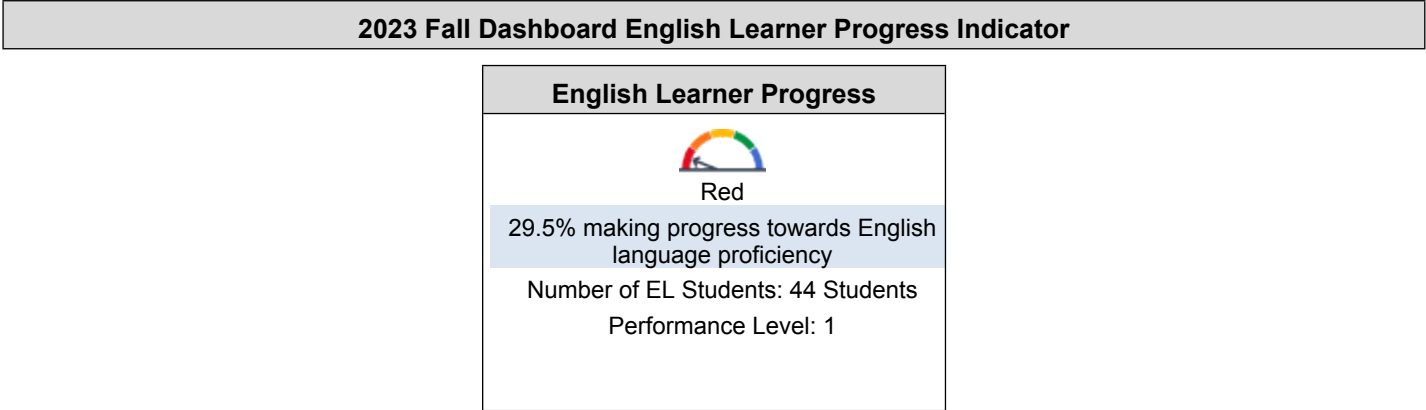 2023 Fall Dashboard English Learner Progress Indicator
English Learner Progress
Red
29.5% making progress towards English
language proficiency
Number of EL Students: 44 Students
Performance Level: 1